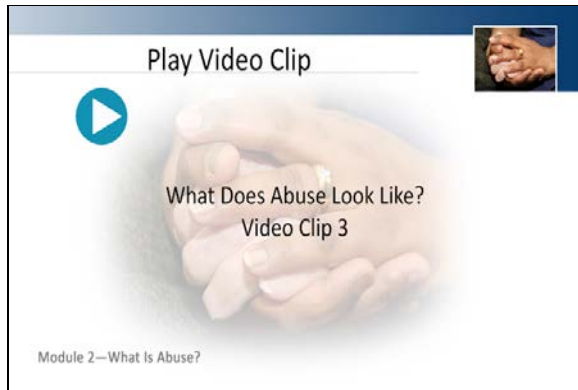 Play Video Clip
What Does Abuse Look Like?
Video Clip 3
Module 2—What Is Abuse?